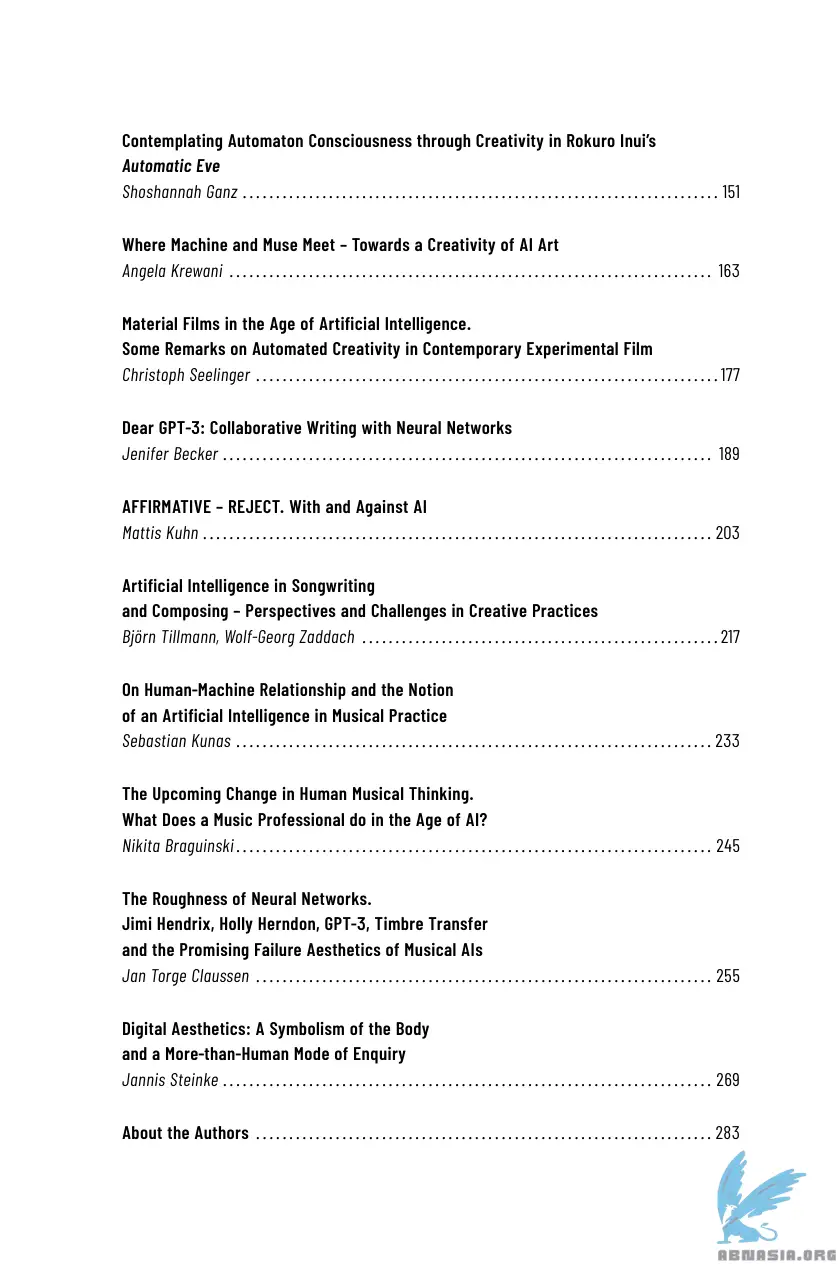 Contemplating Automaton Consciousness through Creativity in Rokuro Inui’s
Automatic Eve
Shoshannah Ganz ........................................................................ 151
Where Machine and Muse Meet – Towards a Creativity of AI Art
Angela Krewani ......................................................................... 163
Material Films in the Age of Artificial Intelligence.
Some Remarks on Automated Creativity in Contemporary Experimental Film
Christoph Seelinger ...................................................................... 177
Dear GPT-3: Collaborative Writing with Neural Networks
Jenifer Becker .......................................................................... 189
AFFIRMATIVE – REJECT. With and Against AI
Mattis Kuhn ............................................................................. 203
Artificial Intelligence in Songwriting
and Composing – Perspectives and Challenges in Creative Practices
Björn Tillmann, Wolf-Georg Zaddach ...................................................... 217
On Human-Machine Relationship and the Notion
of an Artificial Intelligence in Musical Practice
Sebastian Kunas ........................................................................ 233
The Upcoming Change in Human Musical Thinking.
What Does a Music Professional do in the Age of AI?
Nikita Braguinski ........................................................................ 245
The Roughness of Neural Networks.
Jimi Hendrix, Holly Herndon, GPT-3, Timbre Transfer
and the Promising Failure Aesthetics of Musical AIs
Jan Torge Claussen ..................................................................... 255
Digital Aesthetics: A Symbolism of the Body
and a More-than-Human Mode of Enquiry
Jannis Steinke .......................................................................... 269
About the Authors ..................................................................... 283
ABNASIA.ORG